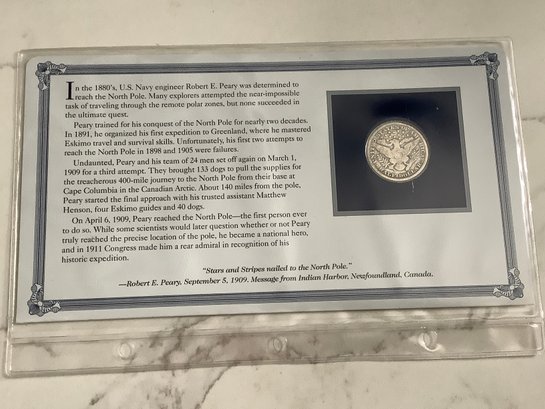 In the 1880's, U.S. Navy engineer Robert E. Peary was determined to
reach the North Pole. Many explorers attempted the near-impossible
task of traveling through the remote polar zones, but none succeeded in
the ultimate quest.
Peary trained for his conquest of the North Pole for nearly two decades.
In 1891, he organized his first expedition to Greenland, where he mastered
Eskimo travel and survival skills. Unfortunately, his first two attempts to
reach the North Pole in 1898 and 1905 were failures.
Undaunted, Peary and his team of 24 men set off again on March 1,
1909 for a third attempt. They brought 133 dogs to pull the supplies for
the treacherous 400-mile journey to the North Pole from their base at
Cape Columbia in the Canadian Arctic. About 140 miles from the pole,
Peary started the final approach with his trusted assistant Matthew
Henson, four Eskimo guides and 40 dogs.
On April 6, 1909, Peary reached the North Pole—the first person ever
to do so. While some scientists would later question whether or not Peary
truly reached the precise location of the pole, he became a national hero,
and in 1911 Congress made him a rear admiral in recognition of his
historic expedition.
"Stars and Stripes nailed to the North Pole."
—Robert E. Peary, September 5, 1909. Message from Indian Harbor, Newfoundland, Canada.